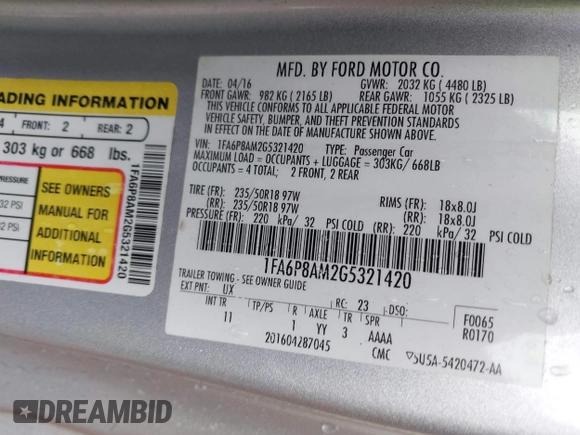 ADING INFORMATION
4 FRONT: 2 REAR: 2
303 kg or 668 lbs.
PRESSURE
2 PSI
2 PSI
SEE OWNERS
MANUAL FOR
ADDITIONAL
INFORMATION
1FA6P8AM2G5321420
MFD. BY FORD MOTOR CO.
DATE: 04/16 GVWR: 2032 KG ( 4480 LB)
FRONT GAWR: 982 KG ( 2165 LB) REAR GAWR: 1055 KG ( 2325 LB)
THIS VEHICLE CONFORMS TO ALL APPLICABLE FEDERAL MOTOR
VEHICLE SAFETY, BUMPER, AND THEFT PREVENTION STANDARDS
IN EFFECT ON THE DATE OF MANUFACTURE SHOWN ABOVE.
VIN: 1FA6P8AM2G5321420 TYPE: Passenger Car
MAXIMUM LOAD = OCCUPANTS + LUGGAGE = 303KG/ 668LB
OCCUPANTS = 4 TOTAL; 2 FRONT, 2 REAR
TIRE (FR): 235/50R18 97W RIMS (FR): 18x8.0J
(RR): 235/50R18 97W (RR): 18x8.0J
PRESSURE (FR): 220 kPa/ 32 PSI COLD (RR): 220 kPa/ 32 PSI COLD
1FA6P8AM2G5321420
TRAILER TOWING - SEE OWNER GUIDE
EXT PNT: UX RC: 23 DSO: F0065
INT TR TP/PS R AXLE TR SPR R0170
11 1 YY 3 AAAA
201604287045 CMC 5U5A-5420472-AA
DREAMBID